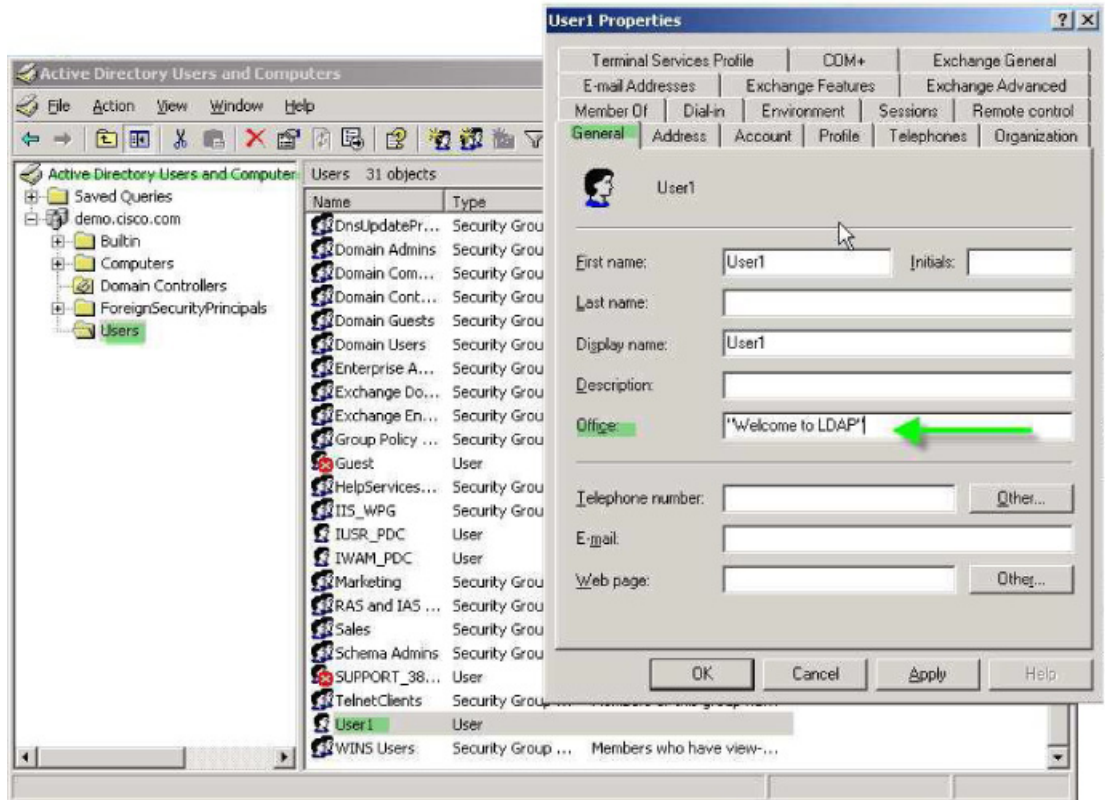 User1 Properties
Terminal Services Profile COM+ Exchange General
E-mail Addresses Exchange Features Exchange Advanced
Member Of Dial-in Environment Sessions Remote control
General Address Account Profile Telephones Organization
User1
First name: User1 Initials:
Last name:
Display name: User1
Description:
Office: "Welcome to LDAP"
Telephone number: Other...
E-mail:
Web page: Other...
OK Cancel Apply Help
Active Directory Users and Computers
File Action View Window Help
Active Directory Users and Computer
Saved Queries
demo.cisco.com
Builtin
Computers
Domain Controllers
ForeignSecurityPrincipals
Users
Users 31 objects
Name Type
DnsUpdatePr... Security Grou
Domain Admins Security Grou
Domain Com... Security Grou
Domain Cont... Security Grou
Domain Guests Security Grou
Domain Users Security Grou
Enterprise A... Security Grou
Exchange Do... Security Grou
Exchange En... Security Grou
Group Policy ... Security Grou
Guest User
HelpServices... Security Grou
IIS_WPG Security Grou
IUSR_PDC User
IWAM_PDC User
Marketing Security Grou
RAS and IAS ... Security Grou
Sales Security Grou
Schema Admins Security Grou
SUPPORT_38... User
TelnetClients Security Group ...
User1 User
WINS Users Security Group ... Members who have view-...